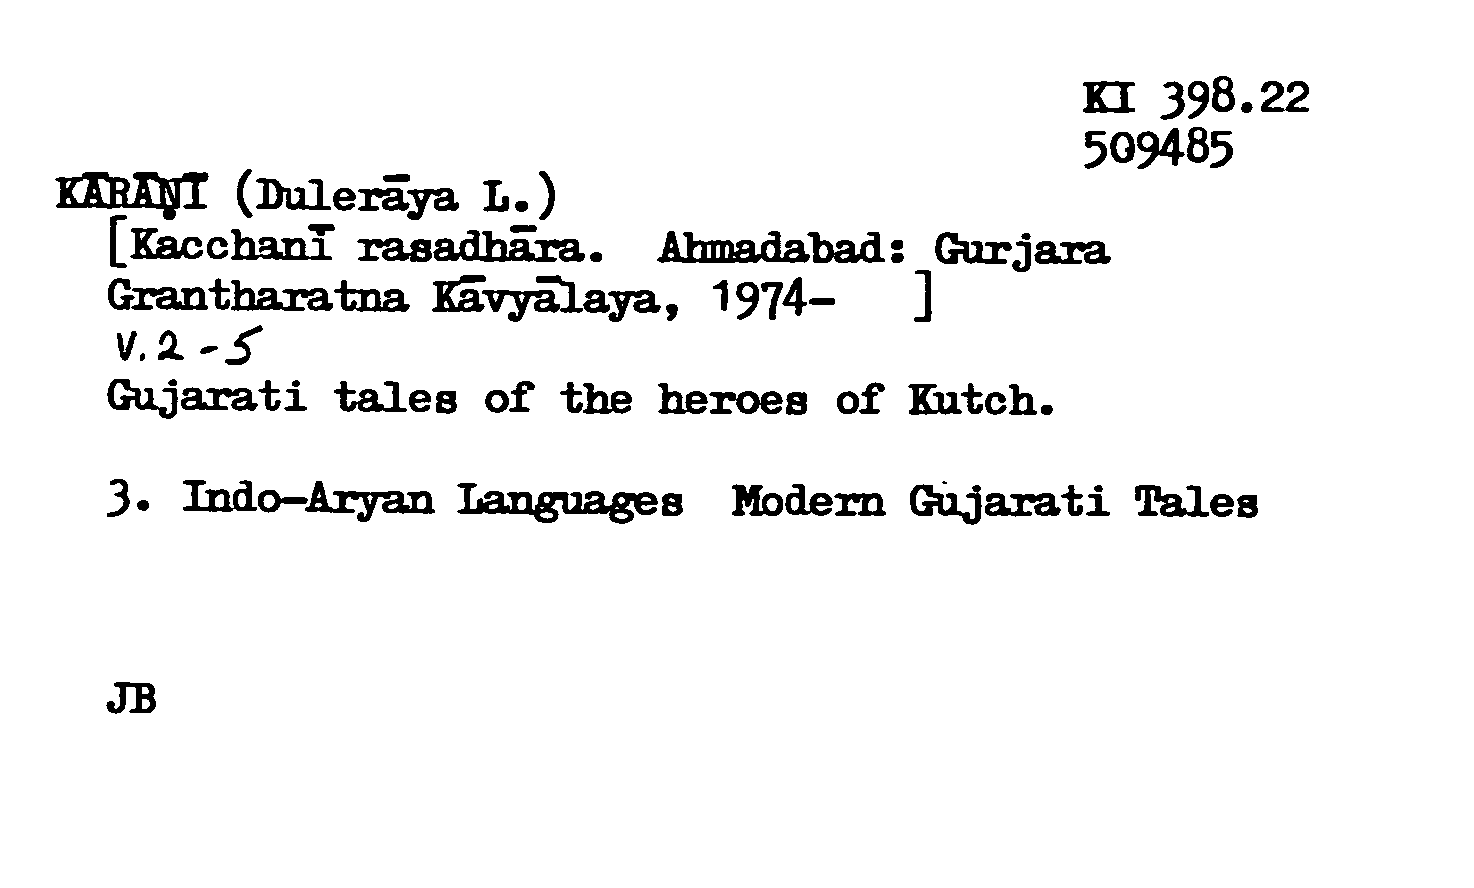 KI 398.22
509485
KĀRĀṆĪ (Dulerāya L.)
[Kacchanī rasadhāra. Ahmadabad: Gurjara
Grantharatna Kāvyālaya, 1974- ]
V.2-5
Gujarati tales of the heroes of Kutch.
3. Indo-Aryan Languages Modern Gujarati Tales
JB